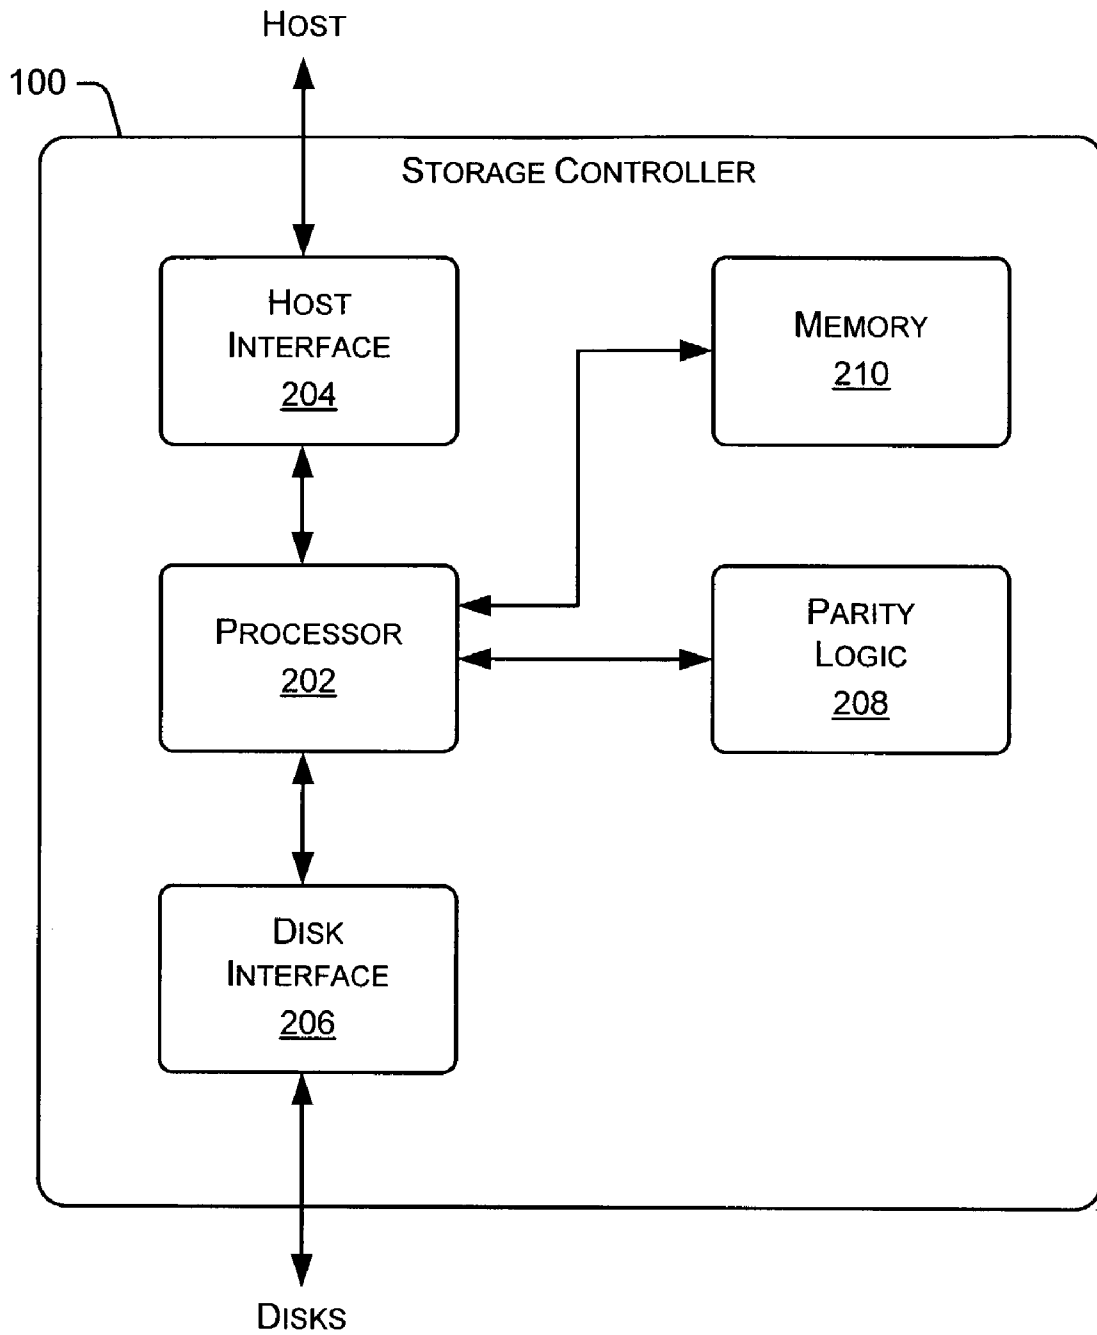 HOST
100
STORAGE CONTROLLER
HOST
INTERFACE
204
MEMORY
210
PROCESSOR
202
PARITY
LOGIC
208
DISK
INTERFACE
206
DISKS